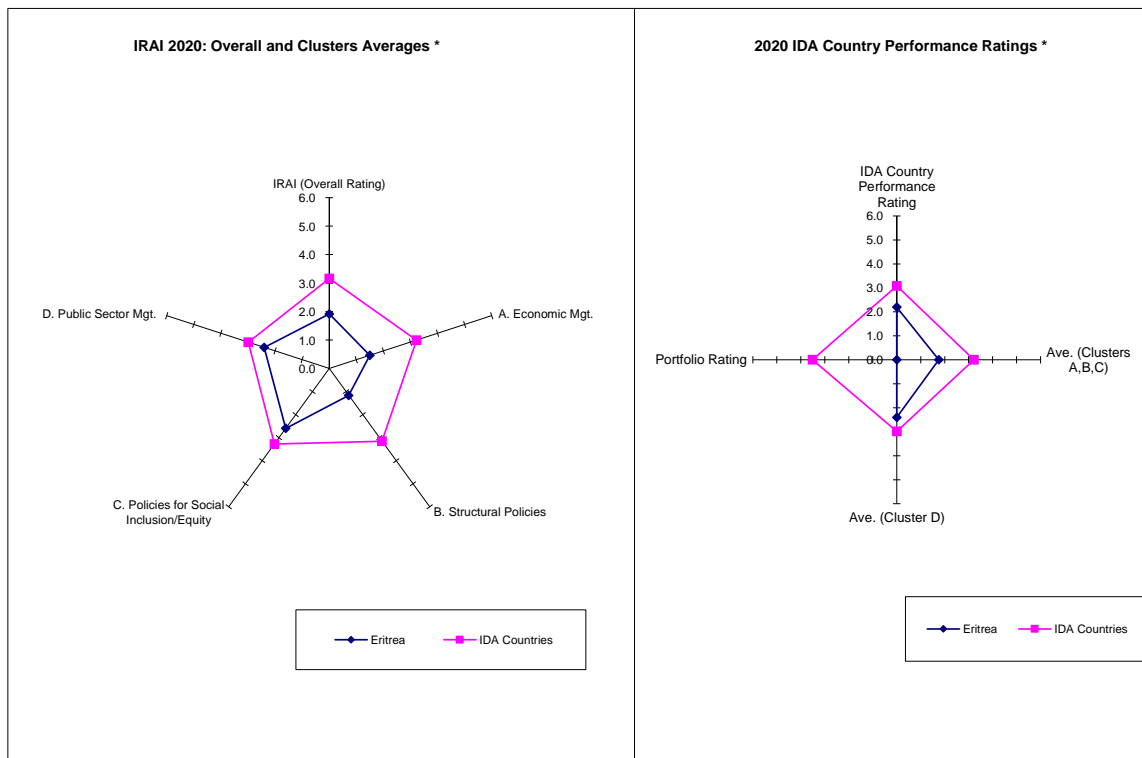 IRAI 2020: Overall and Clusters Averages *
IRAI (Overall Rating)
6.0
5.0
4.0
3.0
2.0
1.0
0.0
A. Economic Mgt.
B. Structural Policies
C. Policies for Social
Inclusion/Equity
D. Public Sector Mgt.
Eritrea
IDA Countries
2020 IDA Country Performance Ratings *
IDA Country
Performance
Rating
6.0
5.0
4.0
3.0
2.0
1.0
0.0
Ave. (Clusters
A,B,C)
Ave. (Cluster D)
Portfolio Rating
Eritrea
IDA Countries